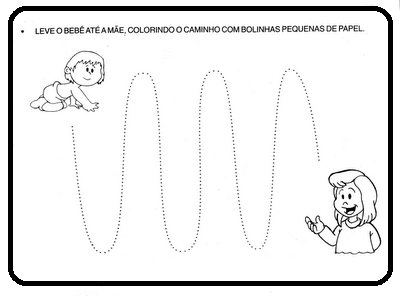 • LEVE O BEBÊ ATÉ A MÃE, COLORINDO O CAMINHO COM BOLINHAS PEQUENAS DE PAPEL.